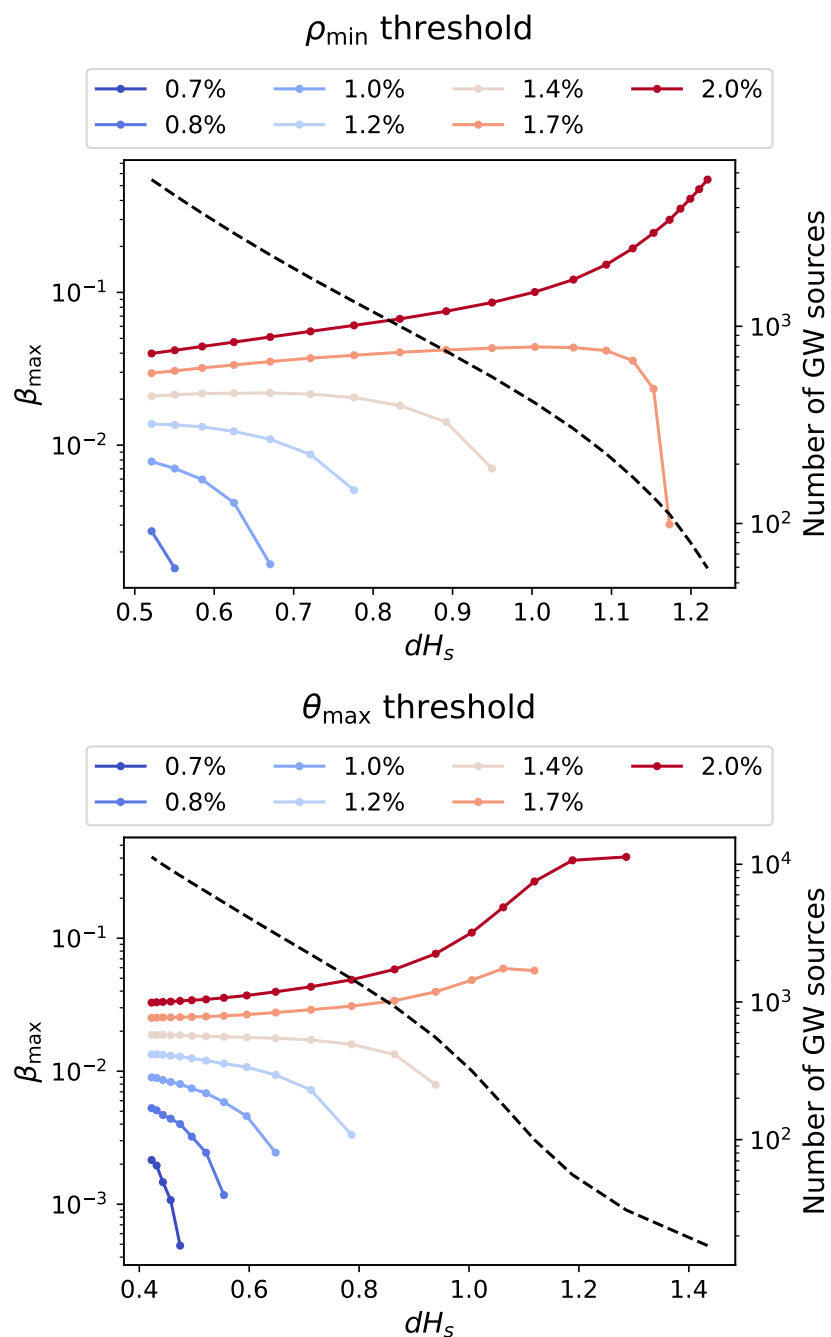 ρmin threshold
0.7% 1.0% 1.4% 2.0%
0.8% 1.2% 1.7%
10⁻¹
10⁻²
βmax
10³
10²
Number of GW sources
0.5 0.6 0.7 0.8 0.9 1.0 1.1 1.2
dHs
θmax threshold
0.7% 1.0% 1.4% 2.0%
0.8% 1.2% 1.7%
10⁻¹
10⁻²
10⁻³
βmax
10⁴
10³
10²
Number of GW sources
0.4 0.6 0.8 1.0 1.2 1.4
dHs